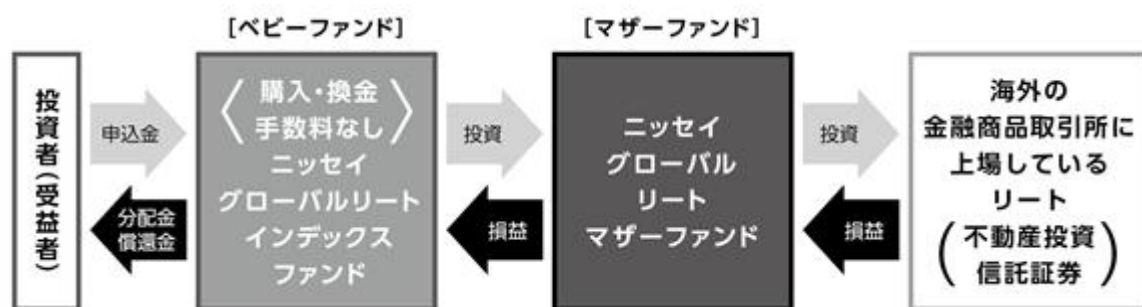 [ベビーファンド]
[マザーファンド]
投資者(受益者)
申込金
分配金
償還金
〈購入・換金
手数料なし〉
ニッセイ
グローバルリート
インデックス
ファンド
投資
損益
ニッセイ
グローバル
リート
マザーファンド
投資
損益
海外の
金融商品取引所に
上場している
リート
(不動産投資
信託証券)